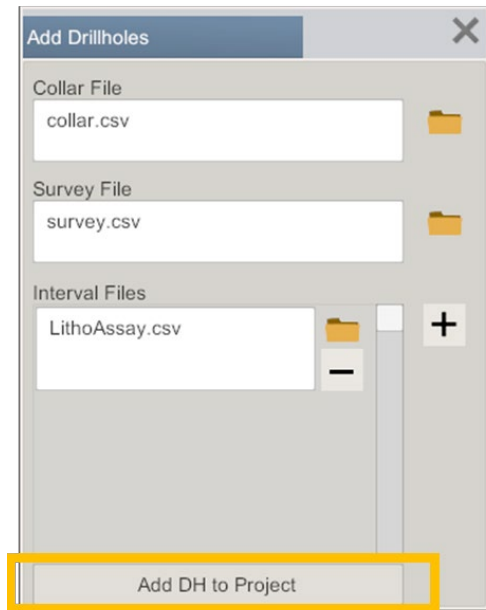 Add Drillholes
Collar File
collar.csv
Survey File
survey.csv
Interval Files
LithoAssay.csv
Add DH to Project